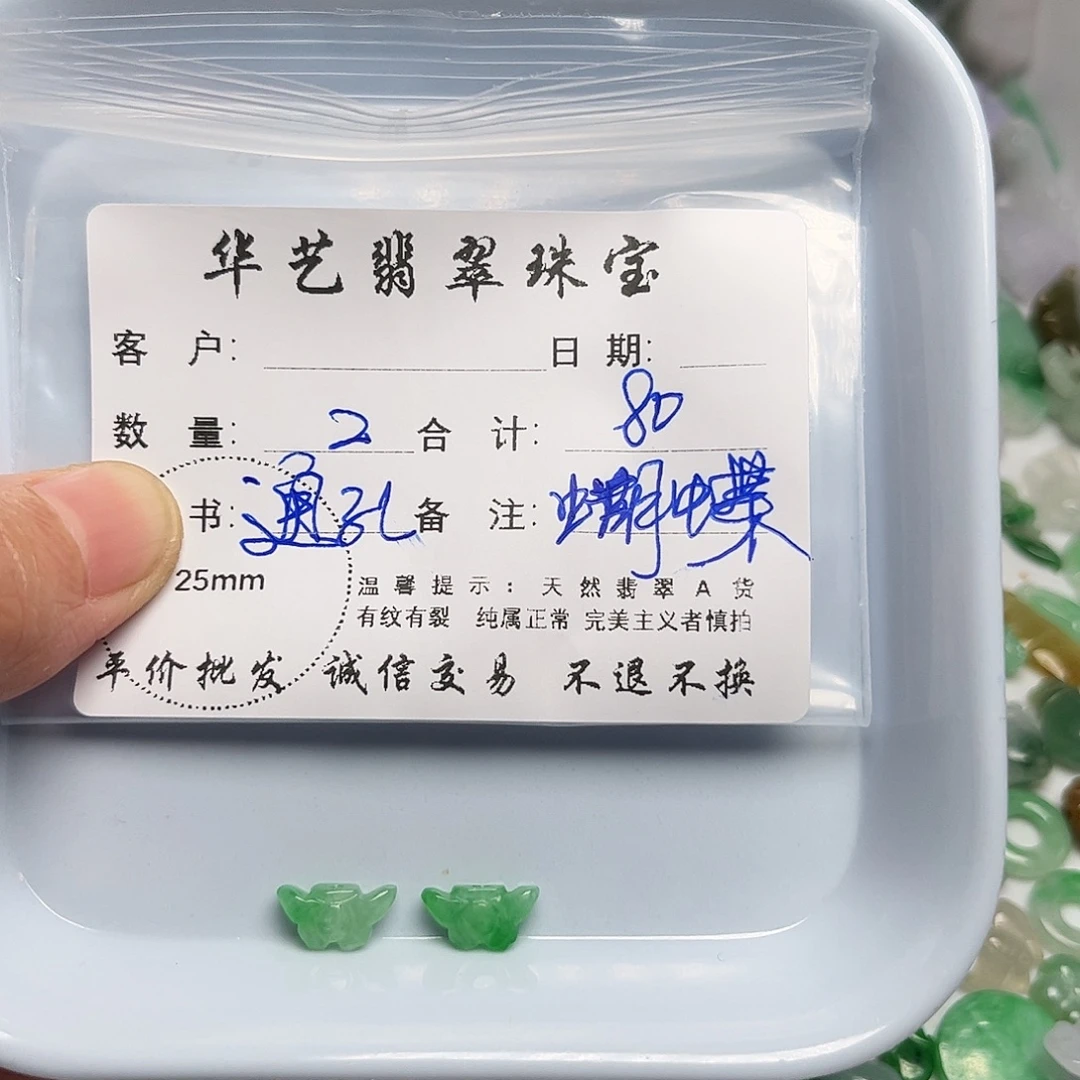 华艺翡翠珠宝
客 户: 日 期:
数 量: 2 合 计: 80
书: 通孔 备 注:
25mm
温馨提示: 天然翡翠A货
有纹有裂 纯属正常 完美主义者慎拍
平价批发 诚信交易 不退不换